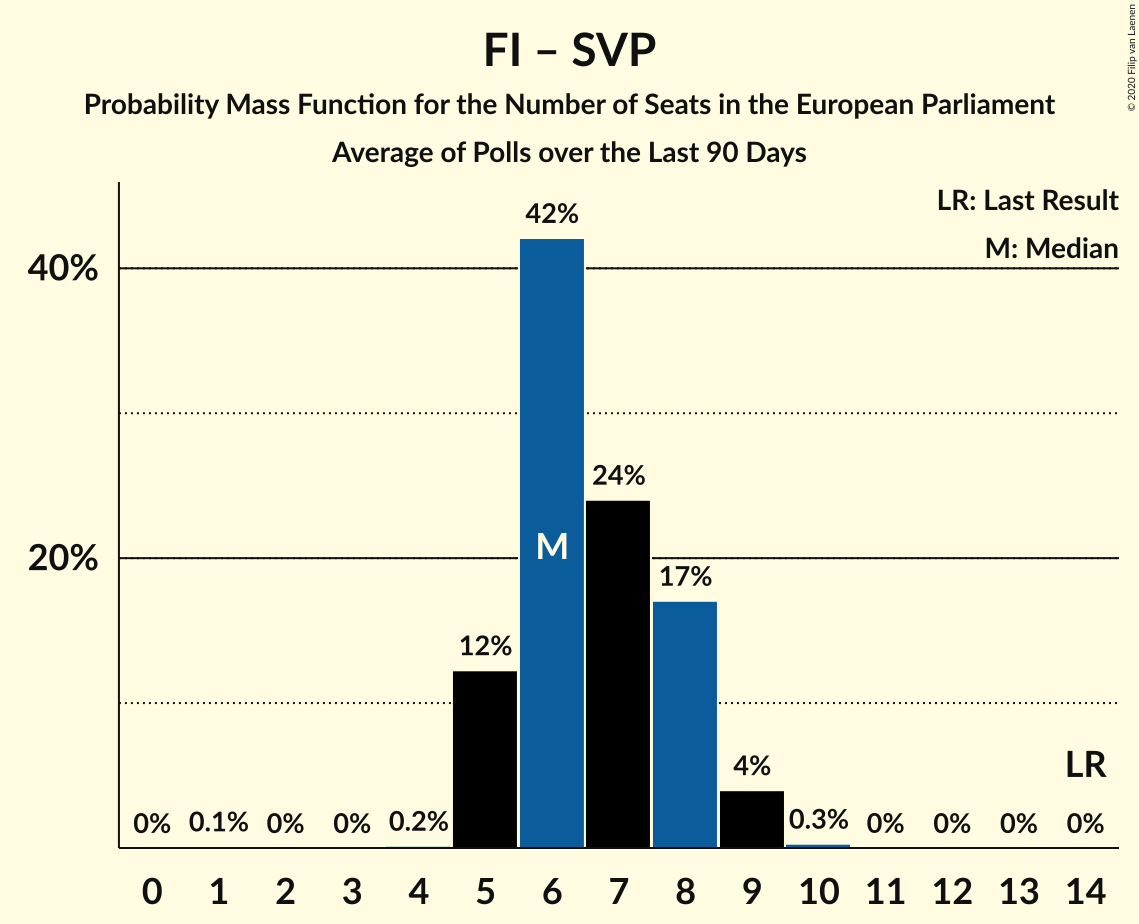 FI – SVP
Probability Mass Function for the Number of Seats in the European Parliament
Average of Polls over the Last 90 Days
© 2020 Filip van Laenen
LR: Last Result
M: Median
42%
40%
24%
M
20%
17%
12%
4%
LR
0% 0.1% 0% 0% 0.2% 0.3% 0% 0% 0% 0%
0 1 2 3 4 5 6 7 8 9 10 11 12 13 14